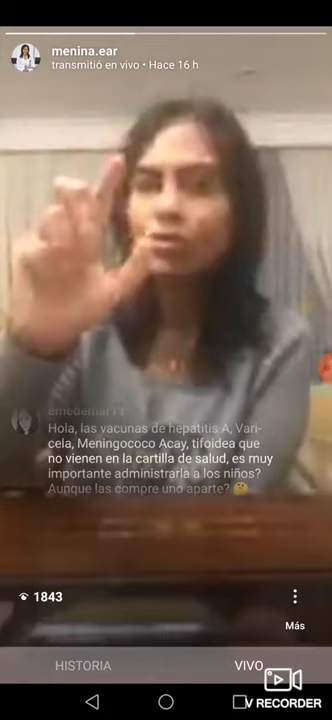 menina.ear
transmitió en vivo • Hace 16 h
emedemar11
Hola, las vacunas de hepatitis A, Vari-
cela, Meningococo Acay, tifoidea que
no vienen en la cartilla de salud, es muy
importante administrarla a los niños?
Aunque las compre uno aparte? 🤔
1843
Más
HISTORIA
VIVO
V RECORDER